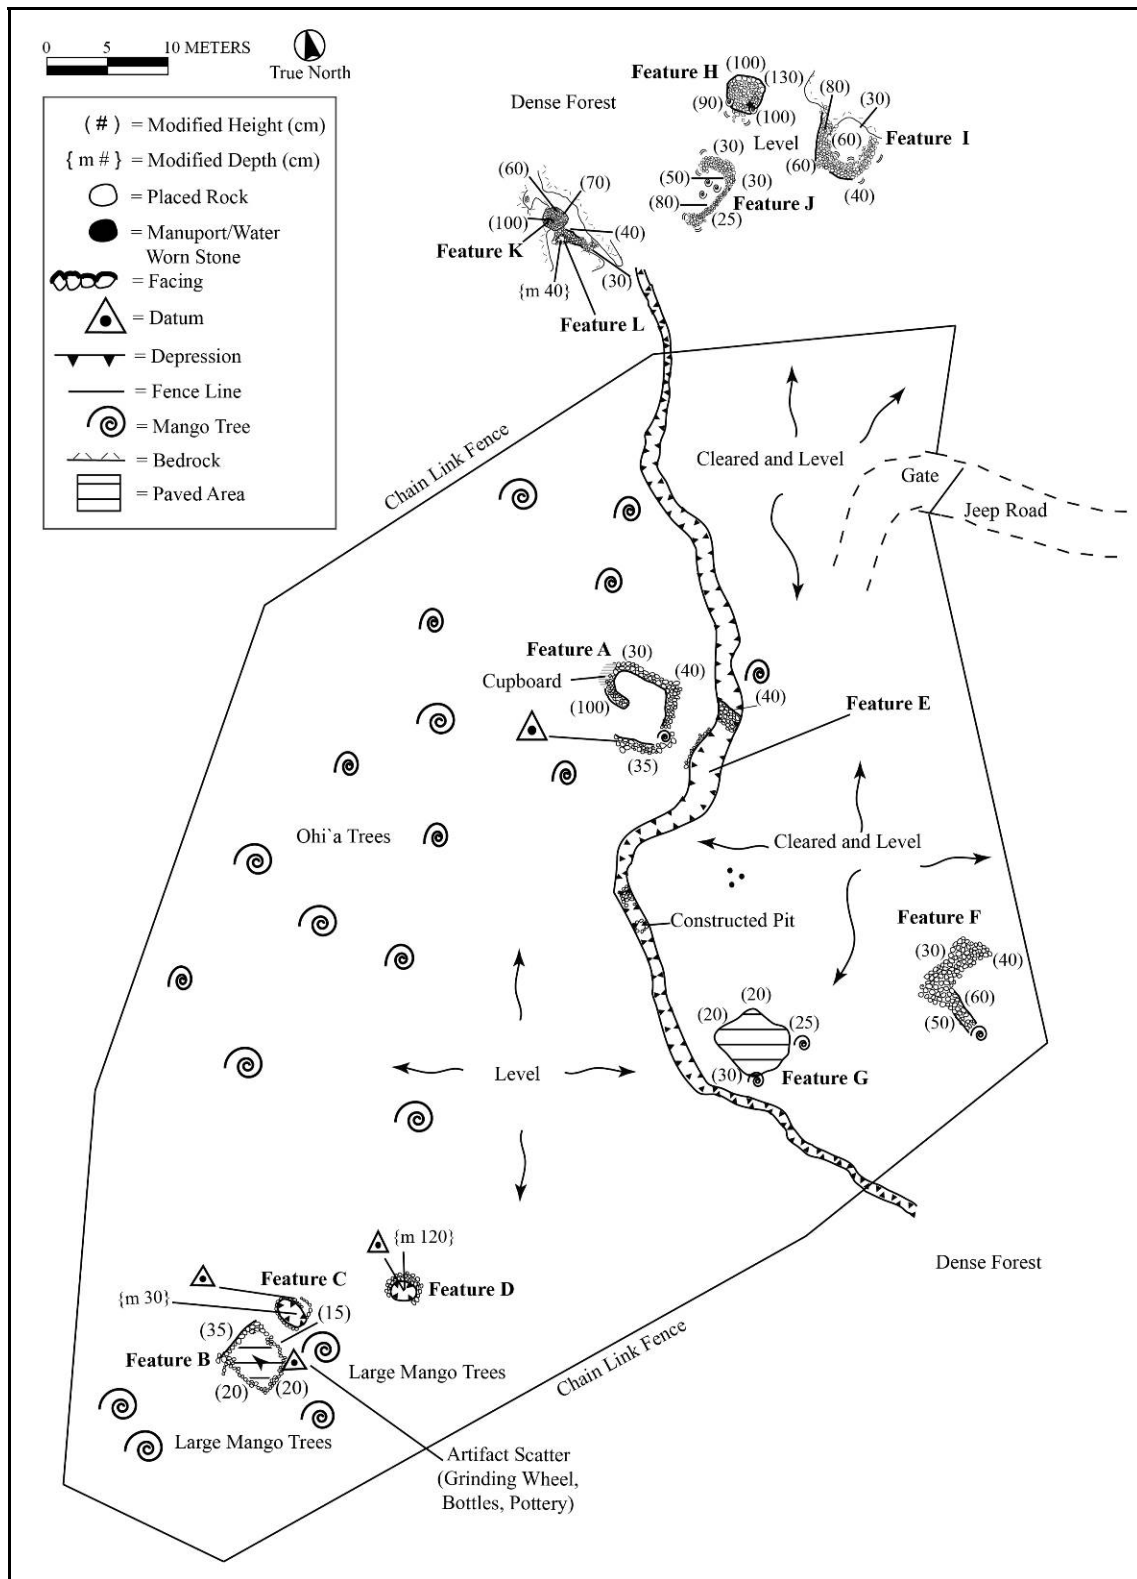 0 5 10 METERS
True North
(#) = Modified Height (cm)
{ m # } = Modified Depth (cm)
= Placed Rock
= Manuport/Water
Worn Stone
= Facing
= Datum
= Depression
= Fence Line
= Mango Tree
= Bedrock
= Paved Area
Dense Forest
Feature H
(100)
(130)
(90)
(100)
Level
(80)
(30)
(60)
Feature I
(60)
(40)
(30)
(50)
(30)
(80)
Feature J
(25)
(60)
(70)
(100)
(40)
Feature K
{m 40}
(30)
Feature L
Chain Link Fence
Cleared and Level
Gate
Jeep Road
Feature A
(30)
Cupboard
(40)
(100)
(40)
Feature E
(35)
Ohi`a Trees
Cleared and Level
Constructed Pit
Feature F
(30)
(40)
(60)
(50)
(20)
(20)
(25)
(30)
Feature G
Level
{m 120}
Feature D
Feature C
{m 30}
(15)
(35)
Feature B
(20)
(20)
Large Mango Trees
Large Mango Trees
Chain Link Fence
Dense Forest
Artifact Scatter
(Grinding Wheel,
Bottles, Pottery)